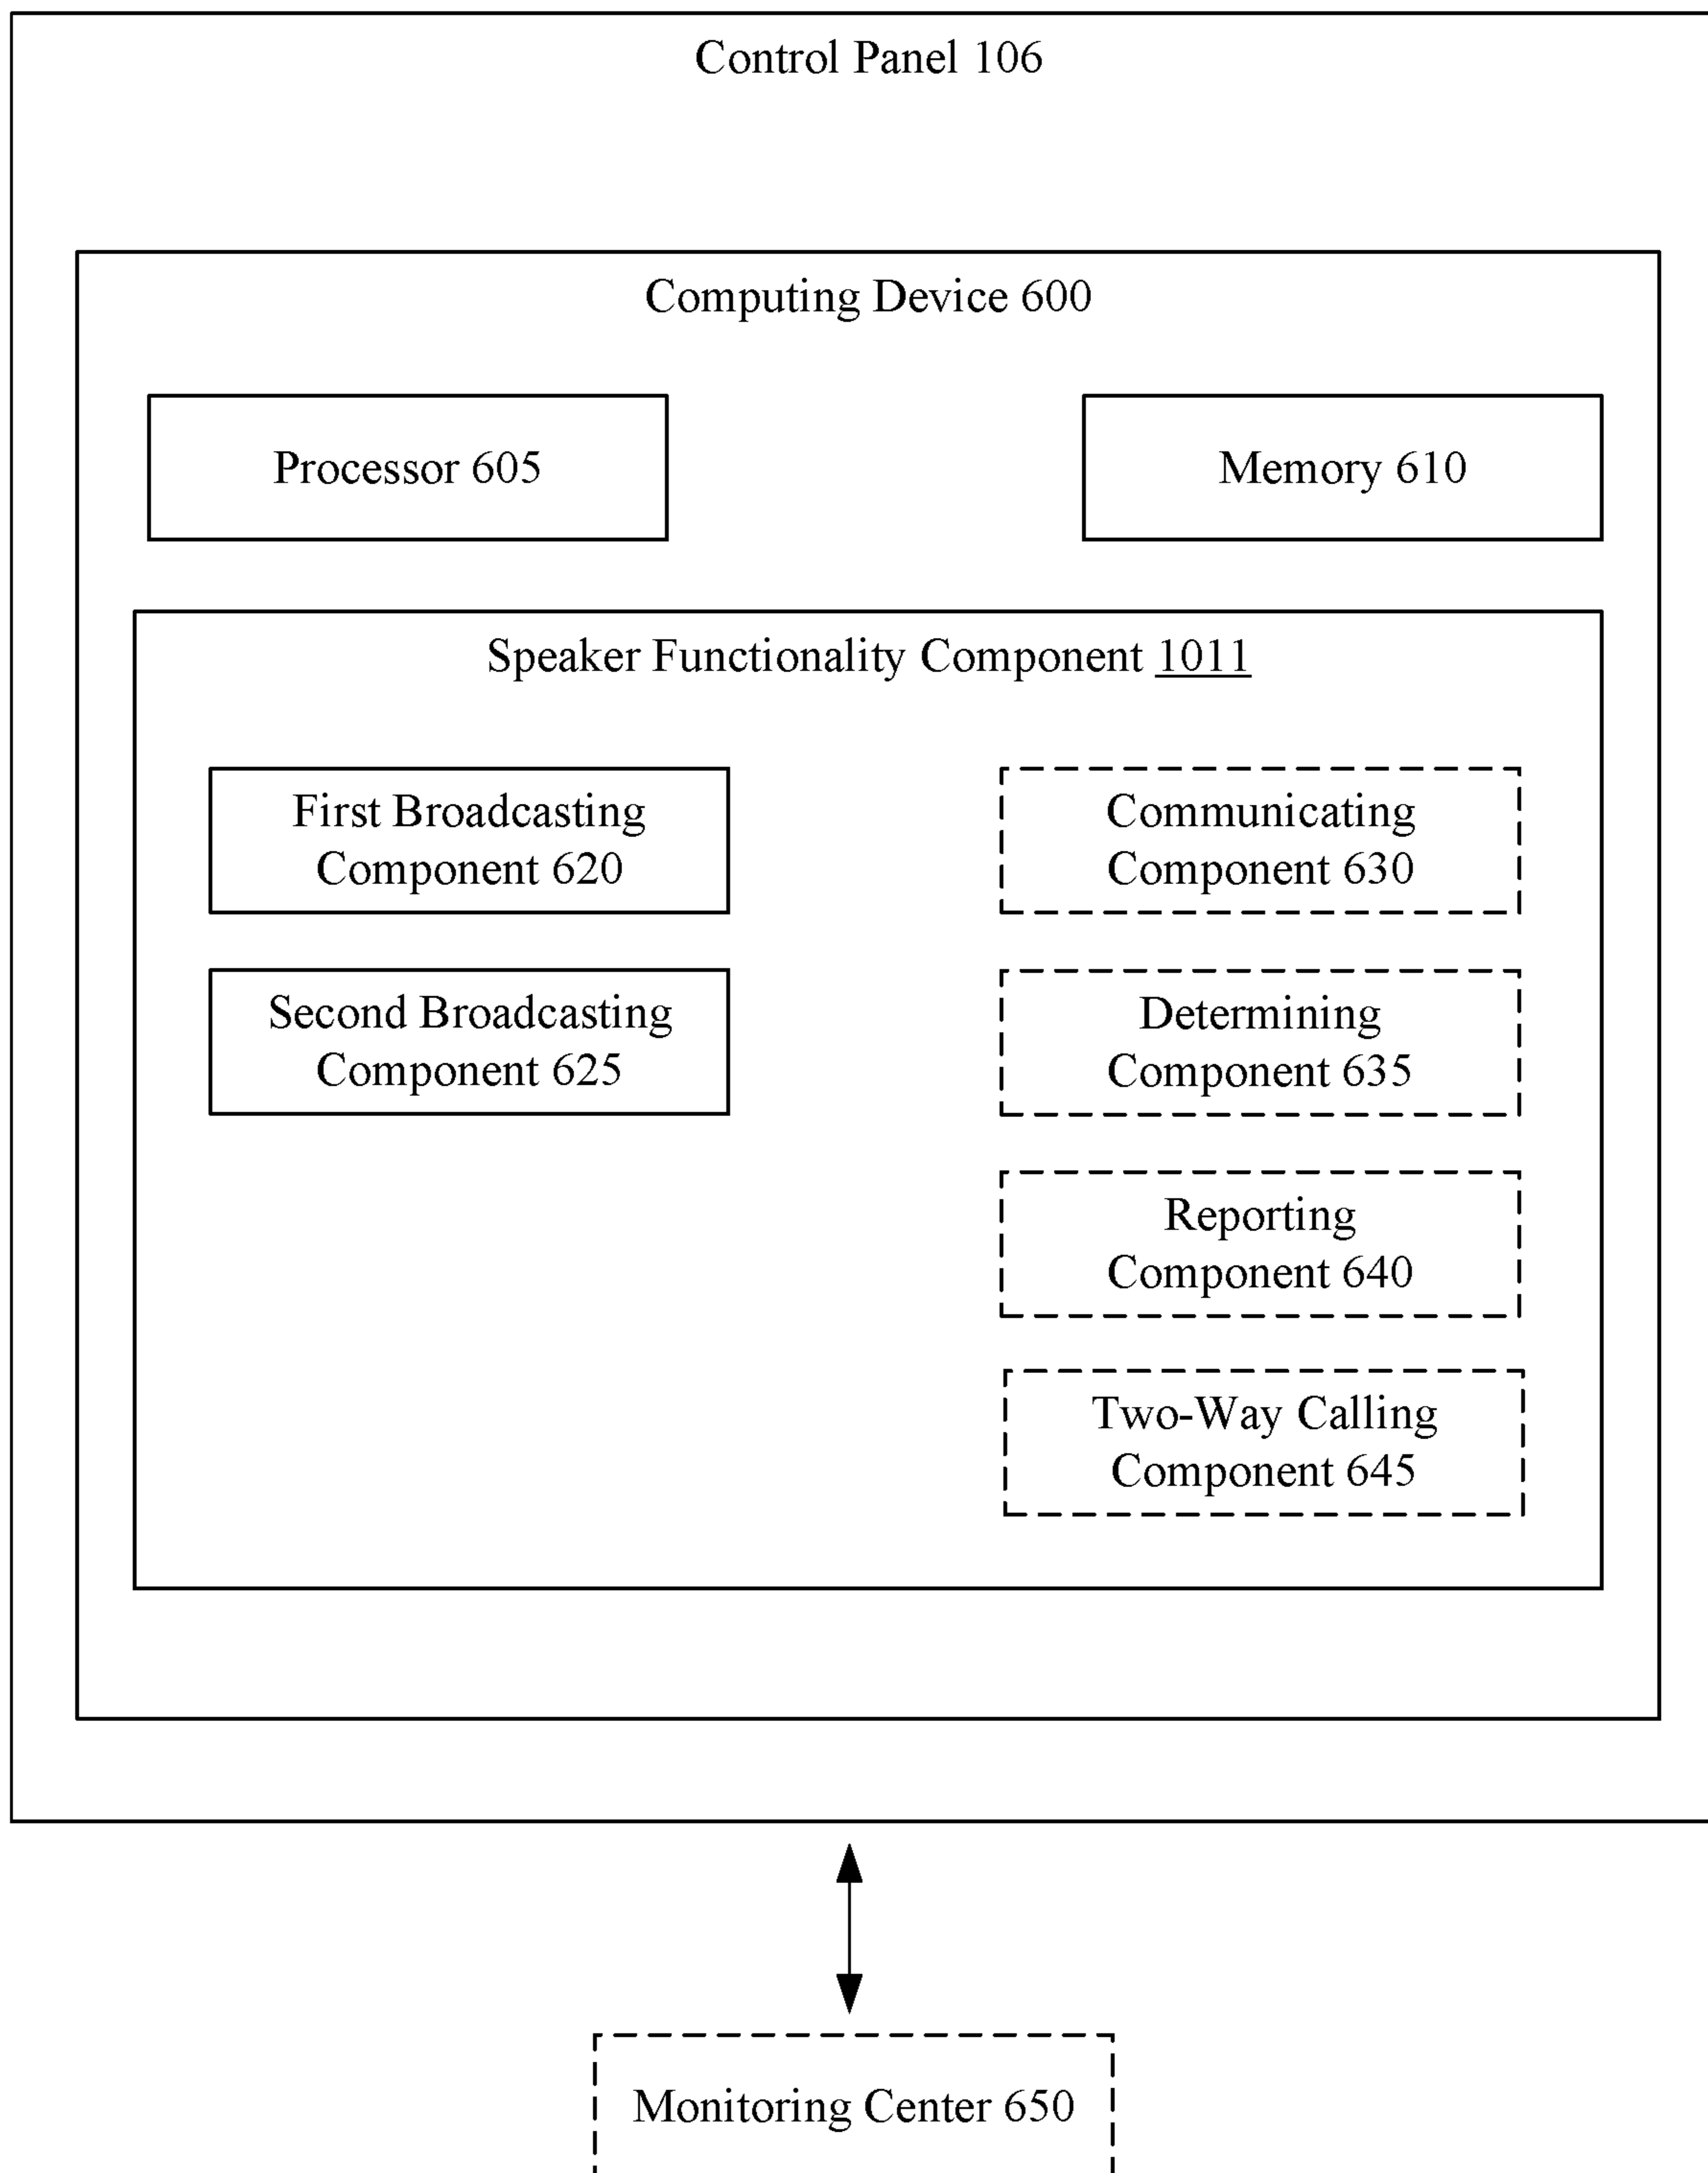 Control Panel 106
Computing Device 600
Processor 605
Memory 610
Speaker Functionality Component 1011
First Broadcasting
Component 620
Second Broadcasting
Component 625
Communicating
Component 630
Determining
Component 635
Reporting
Component 640
Two-Way Calling
Component 645
Monitoring Center 650